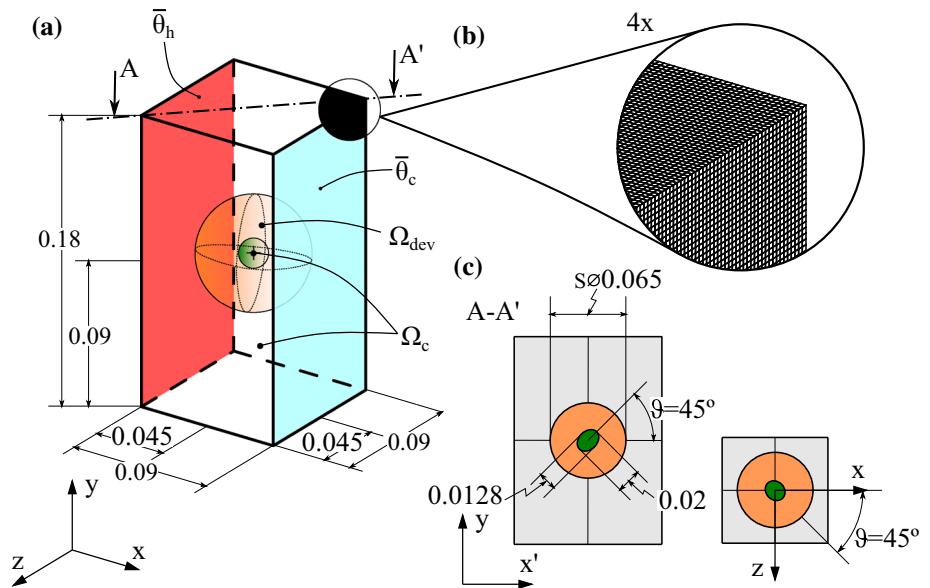 (a)
θ̄h
A
A'
θ̄c
0.18
0.09
Ωdev
Ωc
0.045
0.09
0.045
0.09
y
x
z
(b)
4x
(c)
s⌀0.065
A-A'
ϑ=45º
0.0128
0.02
y
x'
x
ϑ=45º
z